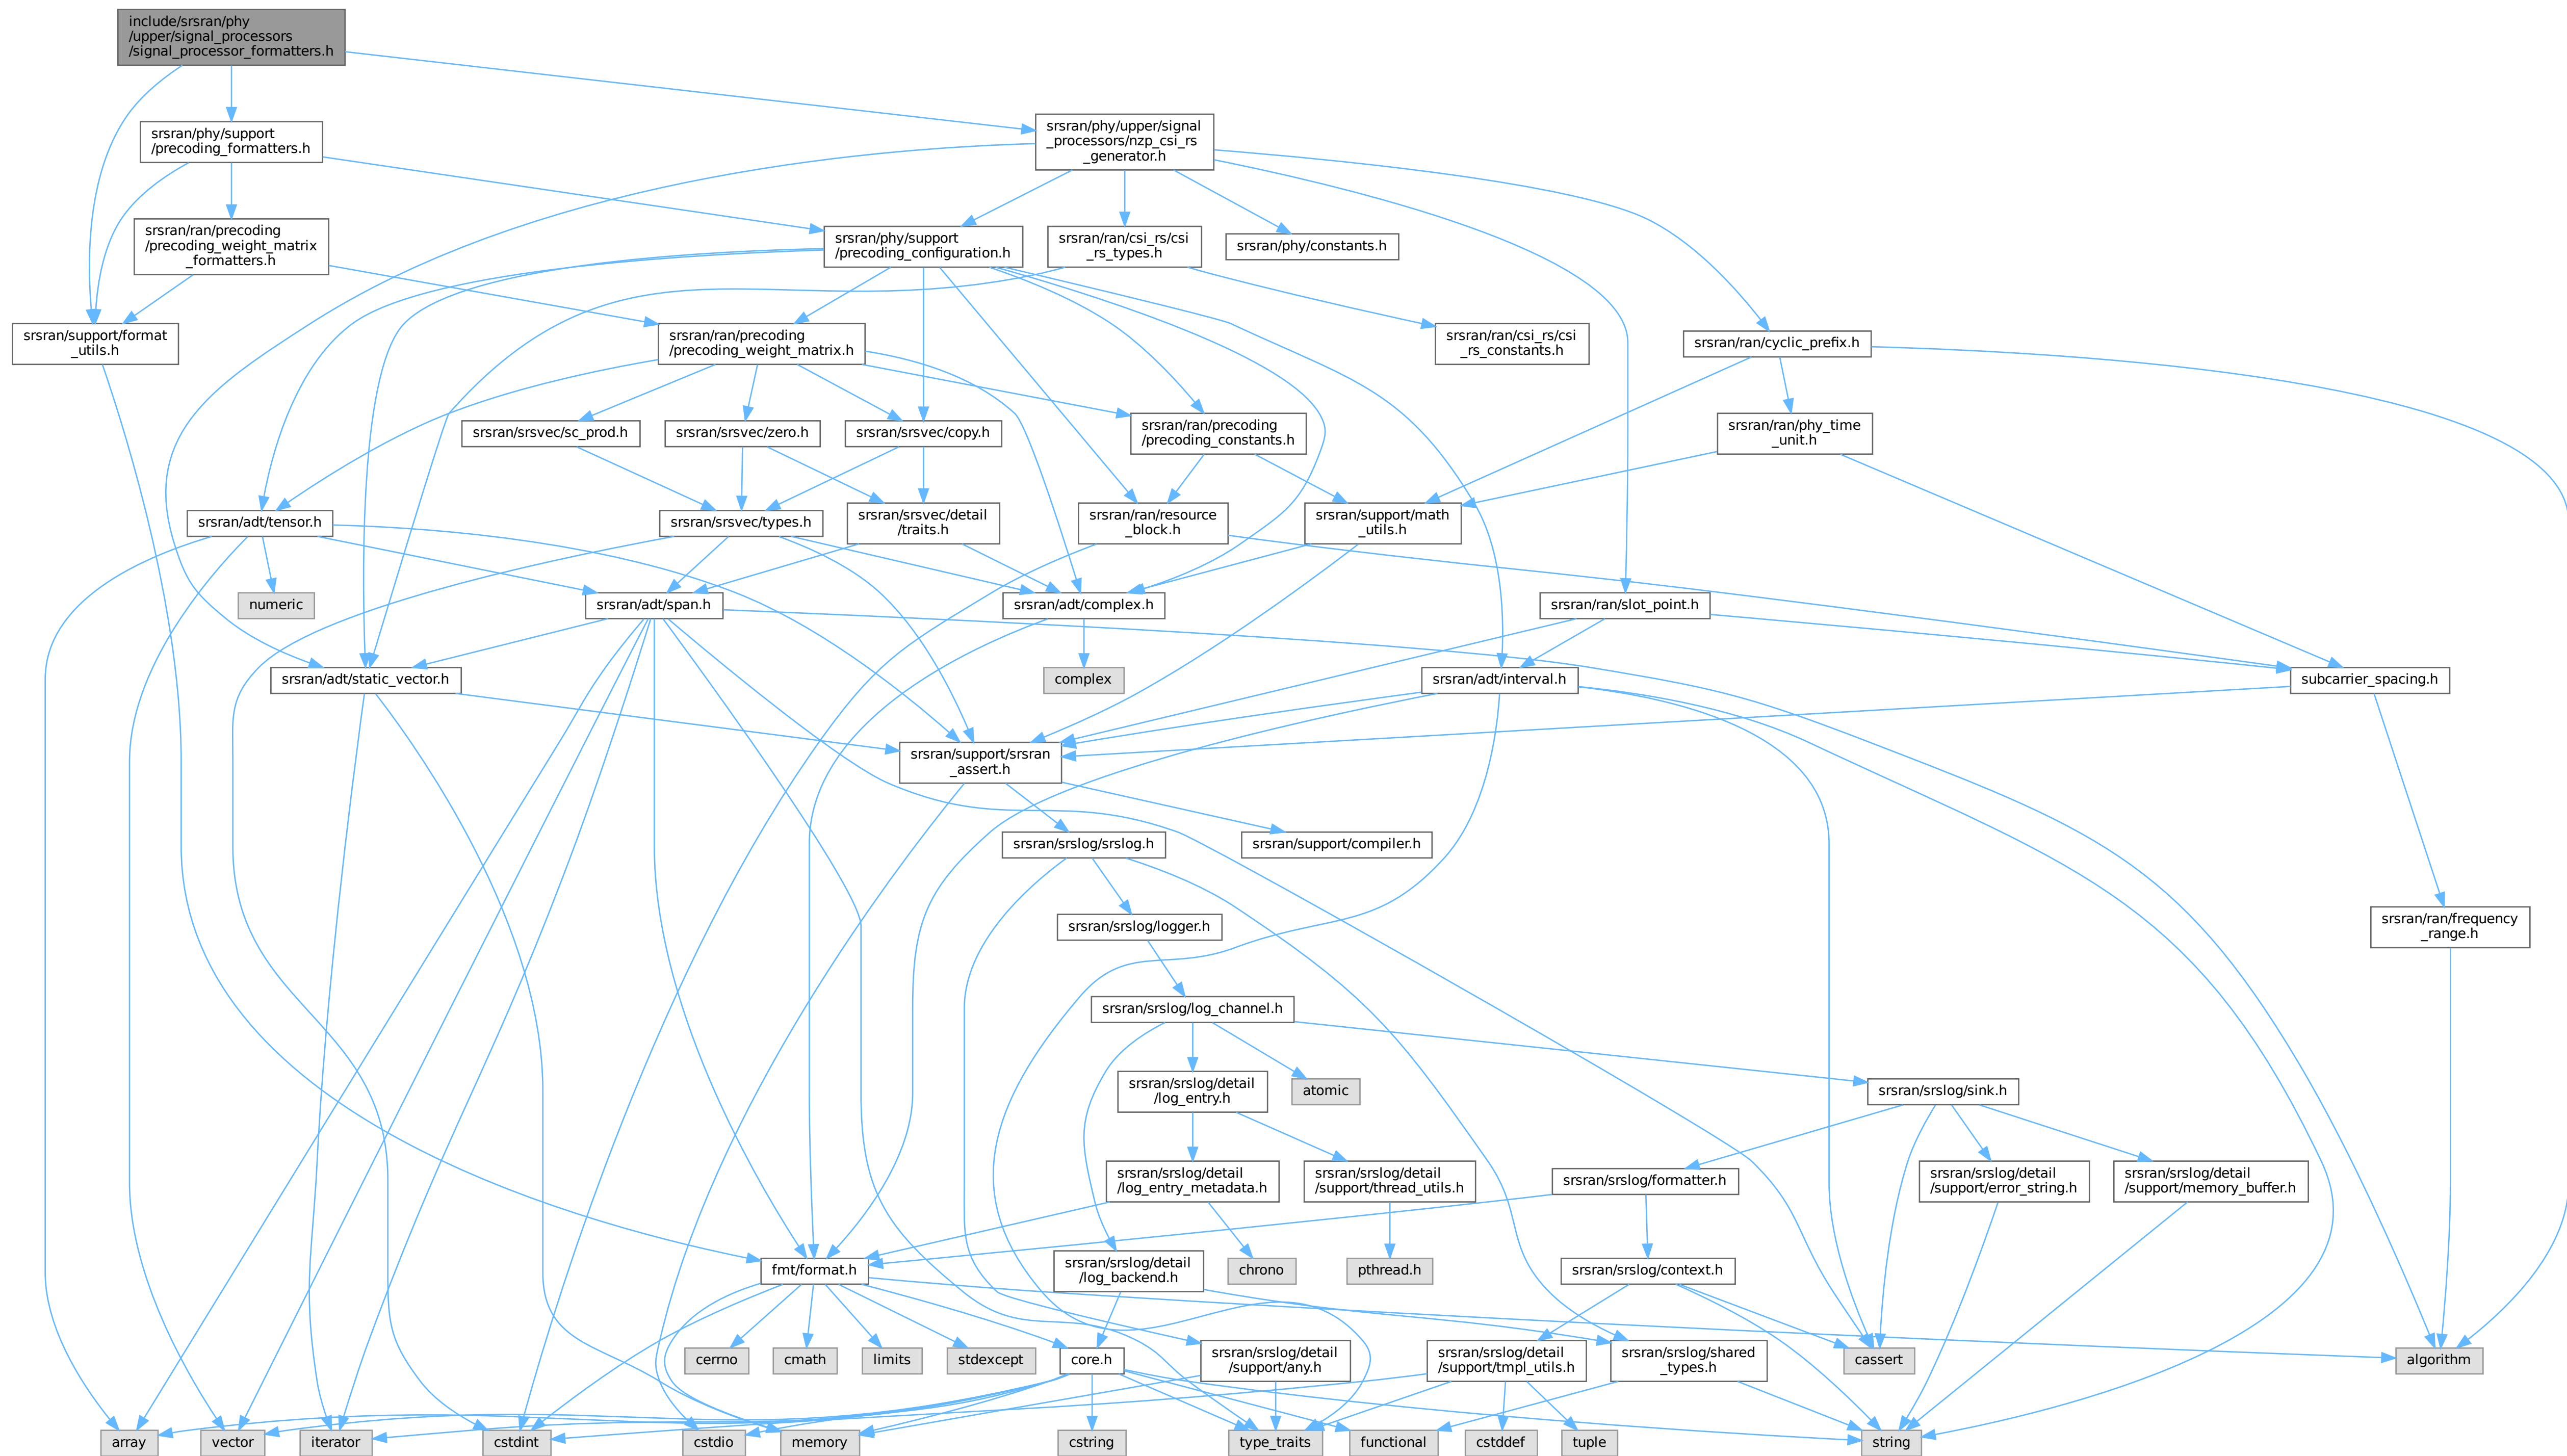 include/srsran/phy
/upper/signal_processors
/signal_processor_formatters.h
srsran/phy/support
/precoding_formatters.h
srsran/phy/upper/signal
_processors/nzp_csi_rs
_generator.h
srsran/ran/precoding
/precoding_weight_matrix
_formatters.h
srsran/phy/support
/precoding_configuration.h
srsran/ran/csi_rs/csi
_rs_types.h
srsran/phy/constants.h
srsran/support/format
_utils.h
srsran/ran/precoding
/precoding_weight_matrix.h
srsran/ran/csi_rs/csi
_rs_constants.h
srsran/ran/cyclic_prefix.h
srsran/srsvec/sc_prod.h
srsran/srsvec/zero.h
srsran/srsvec/copy.h
srsran/ran/precoding
/precoding_constants.h
srsran/ran/phy_time
_unit.h
srsran/adt/tensor.h
srsran/srsvec/types.h
srsran/srsvec/detail
/traits.h
srsran/ran/resource
_block.h
srsran/support/math
_utils.h
numeric
srsran/adt/span.h
srsran/adt/complex.h
srsran/ran/slot_point.h
srsran/adt/static_vector.h
complex
srsran/adt/interval.h
subcarrier_spacing.h
srsran/support/srsran
_assert.h
srsran/srslog/srslog.h
srsran/support/compiler.h
srsran/srslog/logger.h
srsran/ran/frequency
_range.h
srsran/srslog/log_channel.h
srsran/srslog/detail
/log_entry.h
atomic
srsran/srslog/sink.h
srsran/srslog/detail
/log_entry_metadata.h
srsran/srslog/detail
/support/thread_utils.h
srsran/srslog/formatter.h
srsran/srslog/detail
/support/error_string.h
srsran/srslog/detail
/support/memory_buffer.h
fmt/format.h
srsran/srslog/detail
/log_backend.h
chrono
pthread.h
srsran/srslog/context.h
cerrno
cmath
limits
stdexcept
core.h
srsran/srslog/detail
/support/any.h
srsran/srslog/detail
/support/tmpl_utils.h
srsran/srslog/shared
_types.h
cassert
algorithm
array
vector
iterator
cstdint
cstdio
memory
cstring
type_traits
functional
cstddef
tuple
string